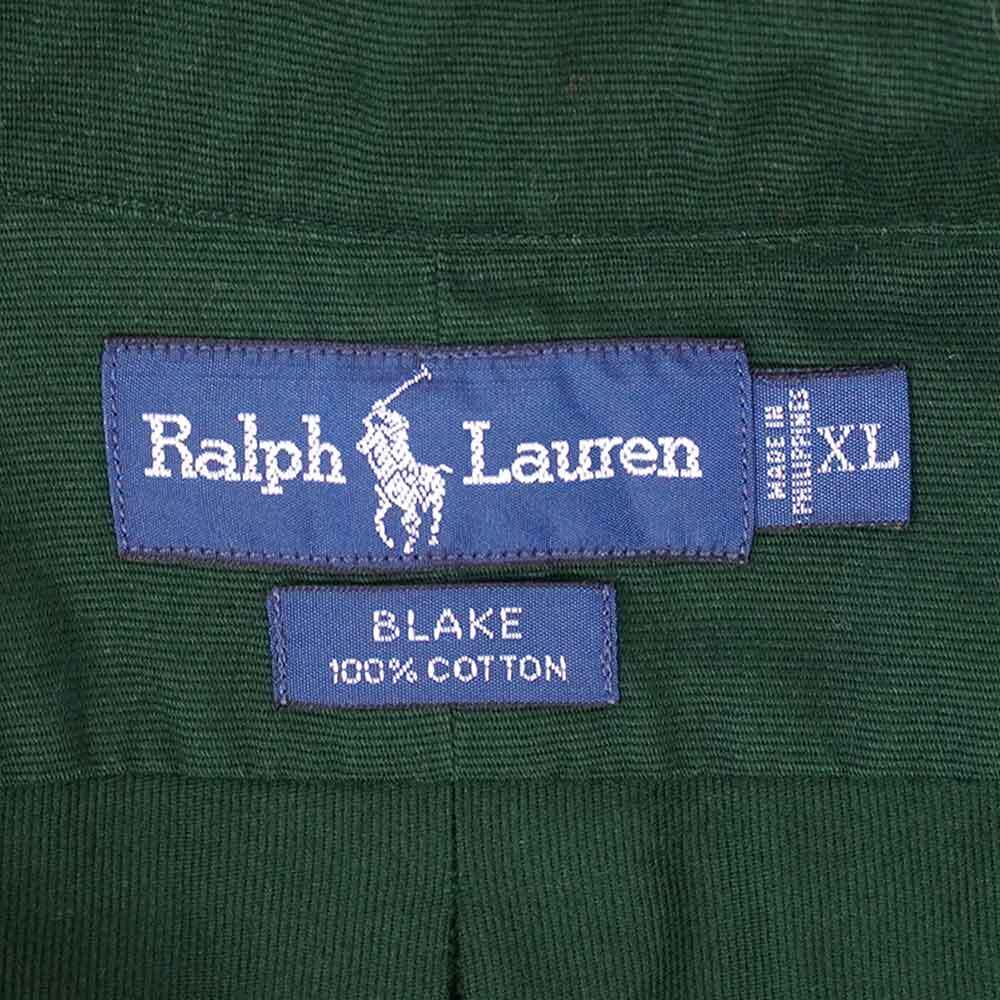 Ralph Lauren
MADE IN
PHILIPPINES
XL
BLAKE
100% COTTON